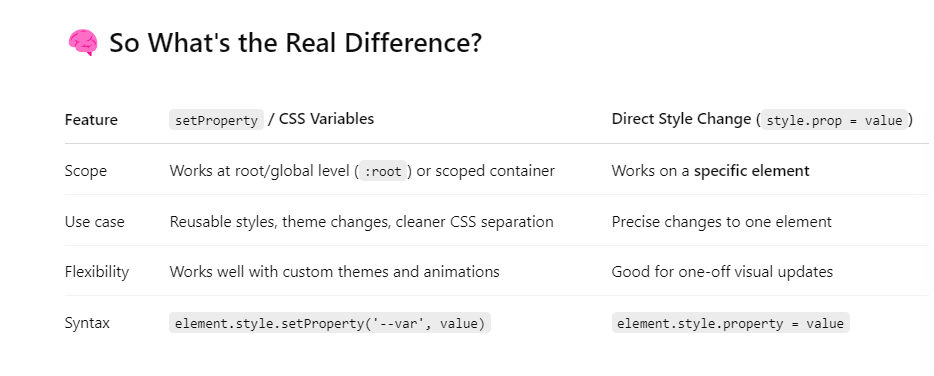 🧠 So What's the Real Difference?
Feature setProperty / CSS Variables Direct Style Change (style.prop = value)
Scope Works at root/global level (:root) or scoped container Works on a specific element
Use case Reusable styles, theme changes, cleaner CSS separation Precise changes to one element
Flexibility Works well with custom themes and animations Good for one-off visual updates
Syntax element.style.setProperty('--var', value) element.style.property = value